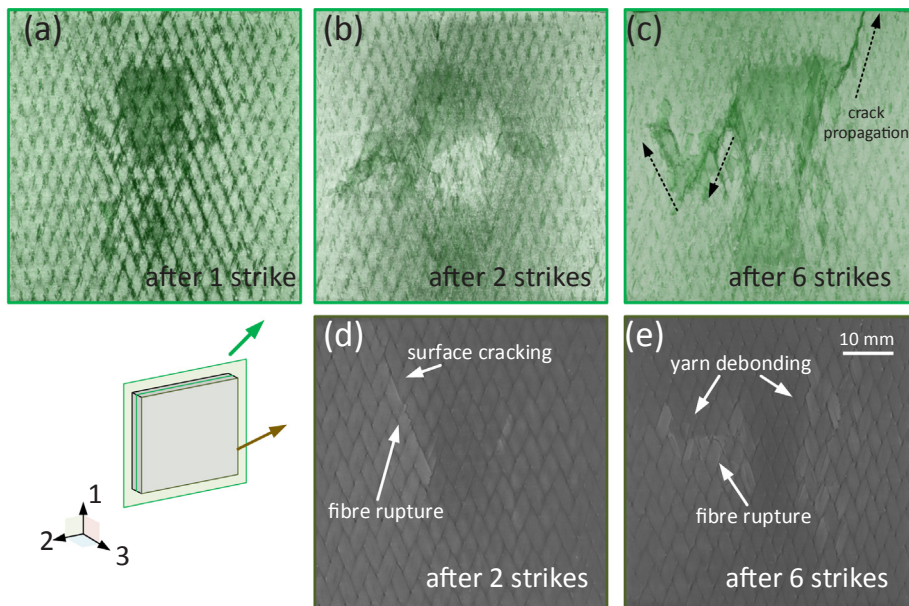 (a)
after 1 strike
(b)
after 2 strikes
(c)
crack
propagation
after 6 strikes
1
2
3
(d)
surface cracking
fibre rupture
after 2 strikes
(e)
10 mm
yarn debonding
fibre rupture
after 6 strikes